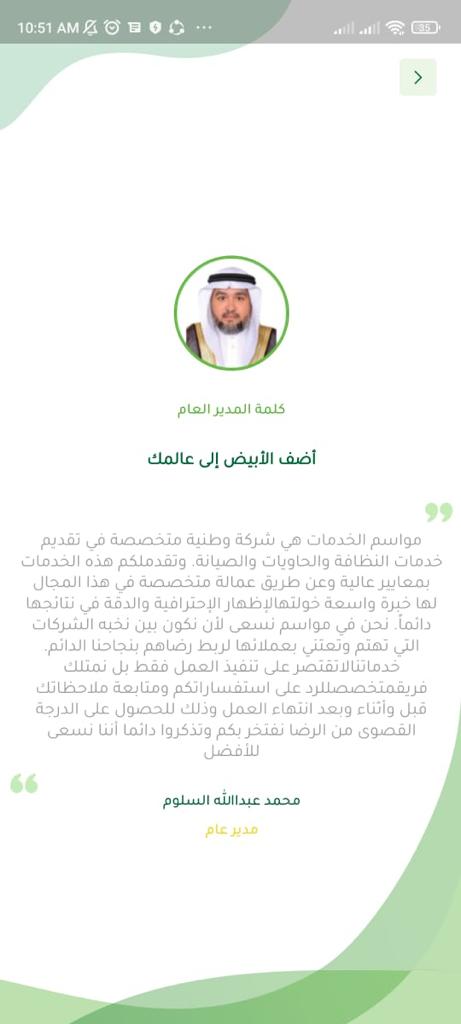 10:51 AM
35
كلمة المدير العام
أضف الأبيض إلى عالمك
مواسم الخدمات هي شركة وطنية متخصصة في تقديم
خدمات النظافة والحاويات والصيانة. وتقدملكم هذه الخدمات
بمعايير عالية وعن طريق عمالة متخصصة في هذا المجال
لها خبرة واسعة خولتهالإظهار الإحترافية والدقة في نتائجها
دائماً. نحن في مواسم نسعى لأن نكون بين نخبه الشركات
التي تهتم وتعتني بعملائها لربط رضاهم بنجاحنا الدائم.
خدماتنالاتقتصر على تنفيذ العمل فقط بل نمتلك
فريقمتخصصللرد على استفساراتكم ومتابعة ملاحظاتك
قبل وأثناء وبعد انتهاء العمل وذلك للحصول على الدرجة
القصوى من الرضا نفتخر بكم وتذكروا دائما أننا نسعى
للأفضل
محمد عبداالله السلوم
مدير عام